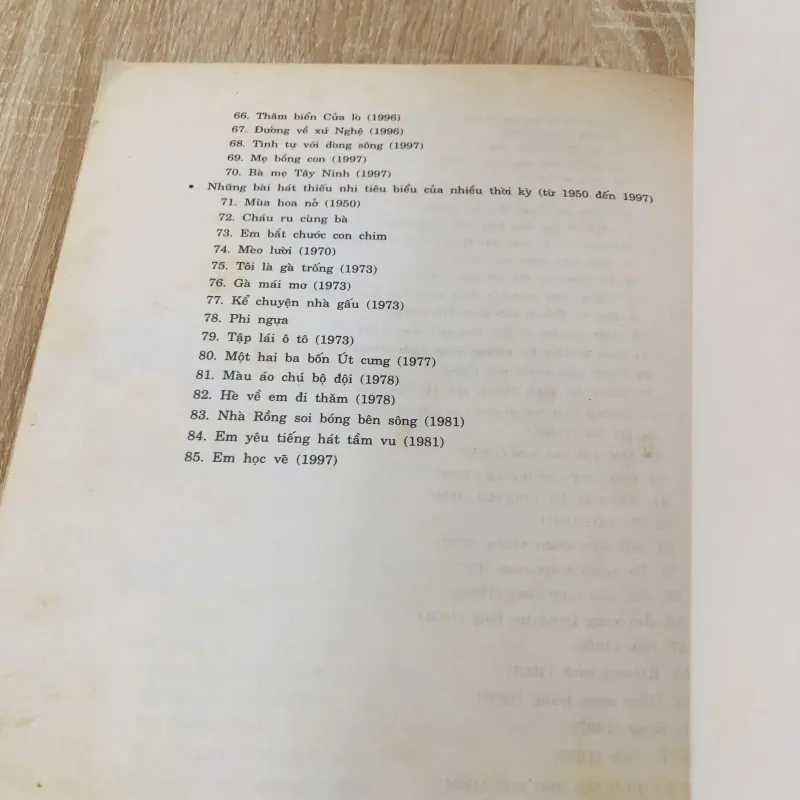 66. Thăm biển Cửa lò (1996)
67. Đường về xứ Nghệ (1996)
68. Tình tự với dòng sông (1997)
69. Mẹ bồng con (1997)
70. Bà mẹ Tây Ninh (1997)
• Những bài hát thiếu nhi tiêu biểu của nhiều thời kỳ (từ 1950 đến 1997)
71. Mùa hoa nở (1950)
72. Cháu ru cùng bà
73. Em bắt chước con chim
74. Mèo lười (1970)
75. Tôi là gà trống (1973)
76. Gà mái mơ (1973)
77. Kể chuyện nhà gấu (1973)
78. Phi ngựa
79. Tập lái ô tô (1973)
80. Một hai ba bốn Út cưng (1977)
81. Màu áo chú bộ đội (1978)
82. Hè về em đi thăm (1978)
83. Nhà Rồng soi bóng bên sông (1981)
84. Em yêu tiếng hát tầm vu (1981)
85. Em học vẽ (1997)